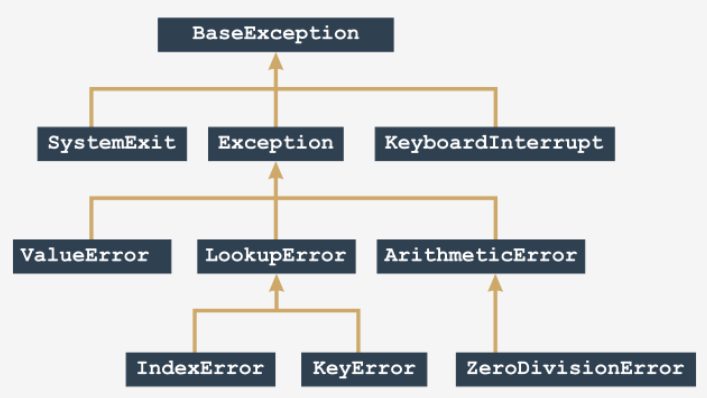 BaseException
SystemExit
Exception
KeyboardInterrupt
ValueError
LookupError
ArithmeticError
IndexError
KeyError
ZeroDivisionError